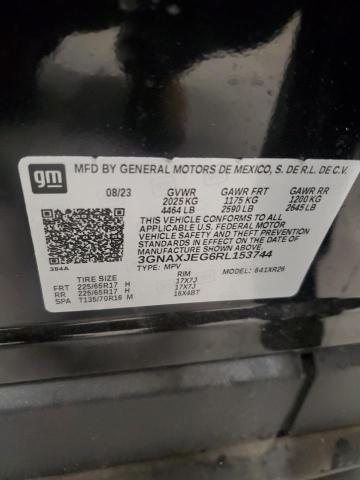 gm
MFD BY GENERAL MOTORS DE MEXICO, S. DE R.L. DE C.V.
08/23 GVWR GAWR FRT GAWR RR
2025 KG 1175 KG 1200 KG
4464 LB 2590 LB 2645 LB
THIS VEHICLE CONFORMS TO ALL APPLICABLE
U.S. FEDERAL MOTOR
VEHICLE SAFETY AND THEFT PREVENTION
STANDARDS IN EFFECT ON THE DATE OF MANUFACTURE
SHOWN ABOVE.
3GNAXJEG6RL153744
TYPE: MPV MODEL: 641XR26
384A
TIRE SIZE RIM
FRT 225/65R17 H 17X7J
RR 225/65R17 H 17X7J
SPA T135/70R16 M 16X4BT